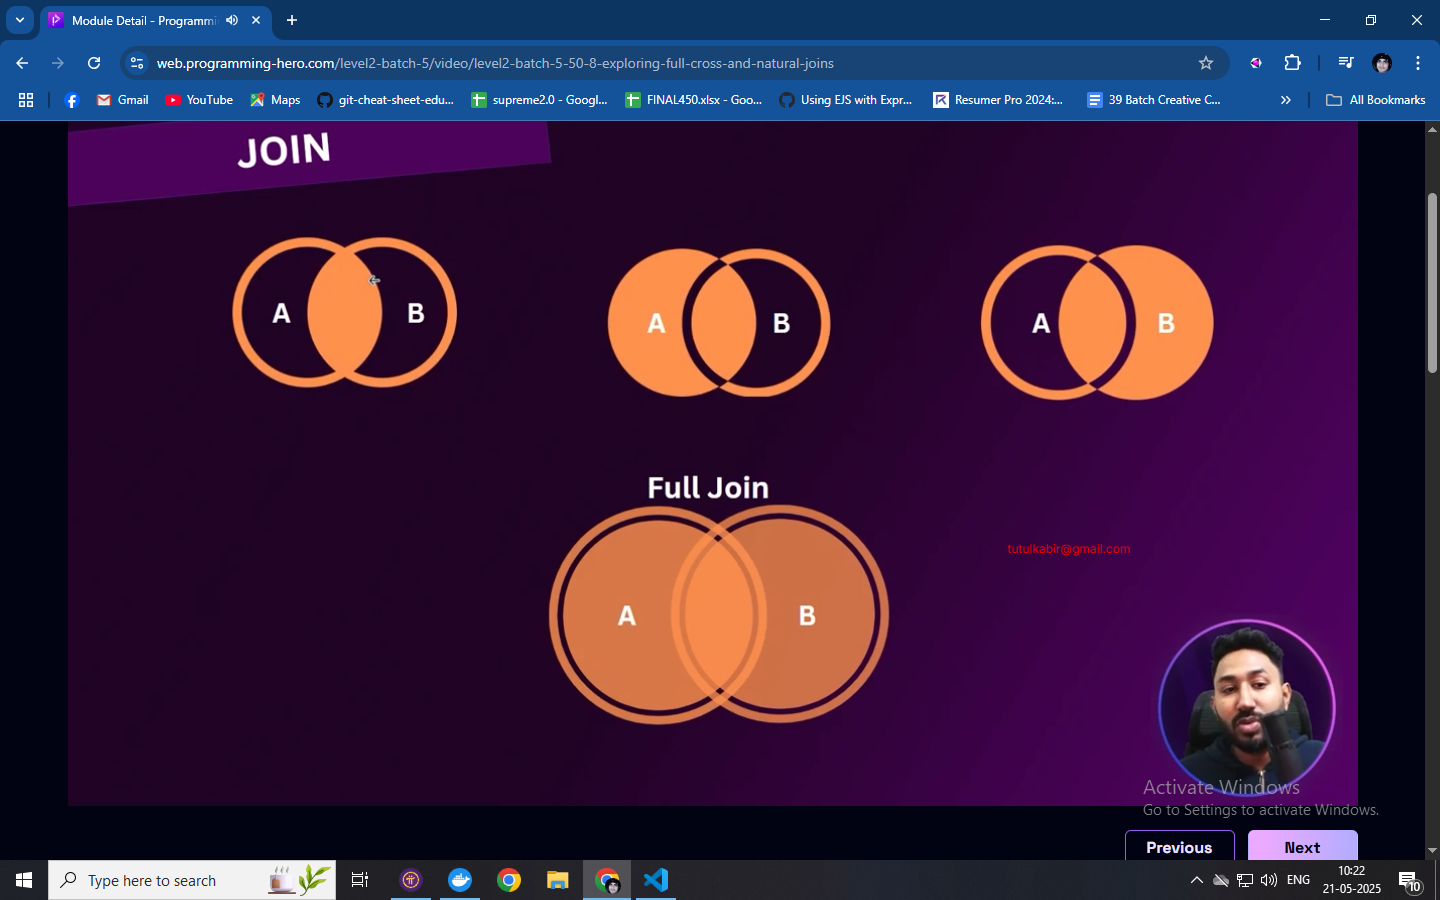 Module Detail - Programmi
web.programming-hero.com/level2-batch-5/video/level2-batch-5-50-8-exploring-full-cross-and-natural-joins
Gmail
YouTube
Maps
git-cheat-sheet-edu...
supreme2.0 - Googl...
FINAL450.xlsx - Goo...
Using EJS with Expr...
Resumer Pro 2024:...
39 Batch Creative C...
All Bookmarks
JOIN
A B
A B
A B
Full Join
A B
tutulkabir@gmail.com
Activate Windows
Go to Settings to activate Windows.
Previous
Next
Type here to search
ENG
10:22
21-05-2025
10